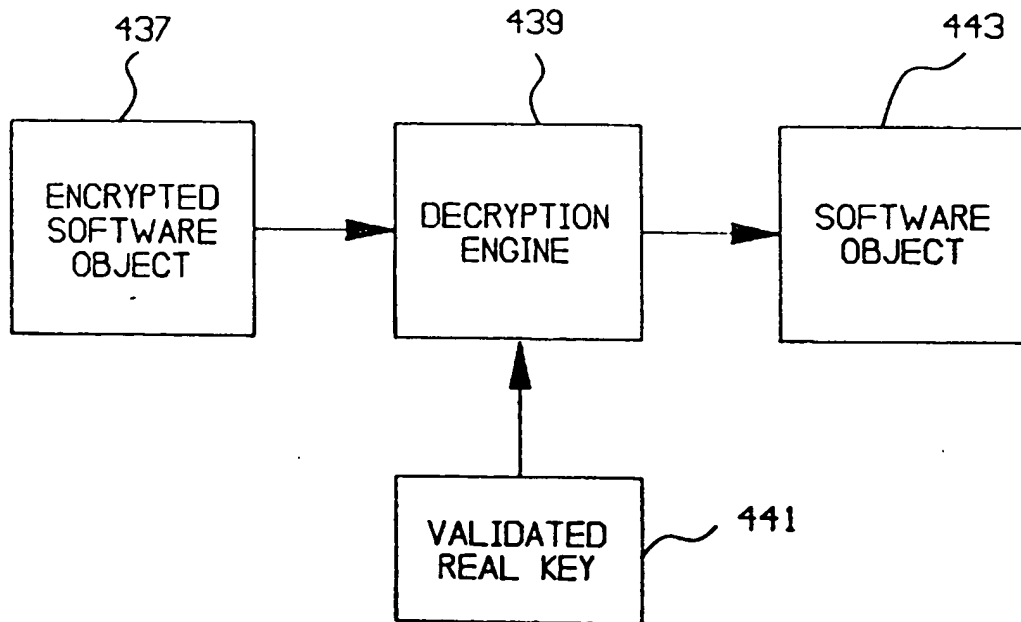 437
439
443
ENCRYPTED
SOFTWARE
OBJECT
DECRYPTION
ENGINE
SOFTWARE
OBJECT
VALIDATED
REAL KEY
441